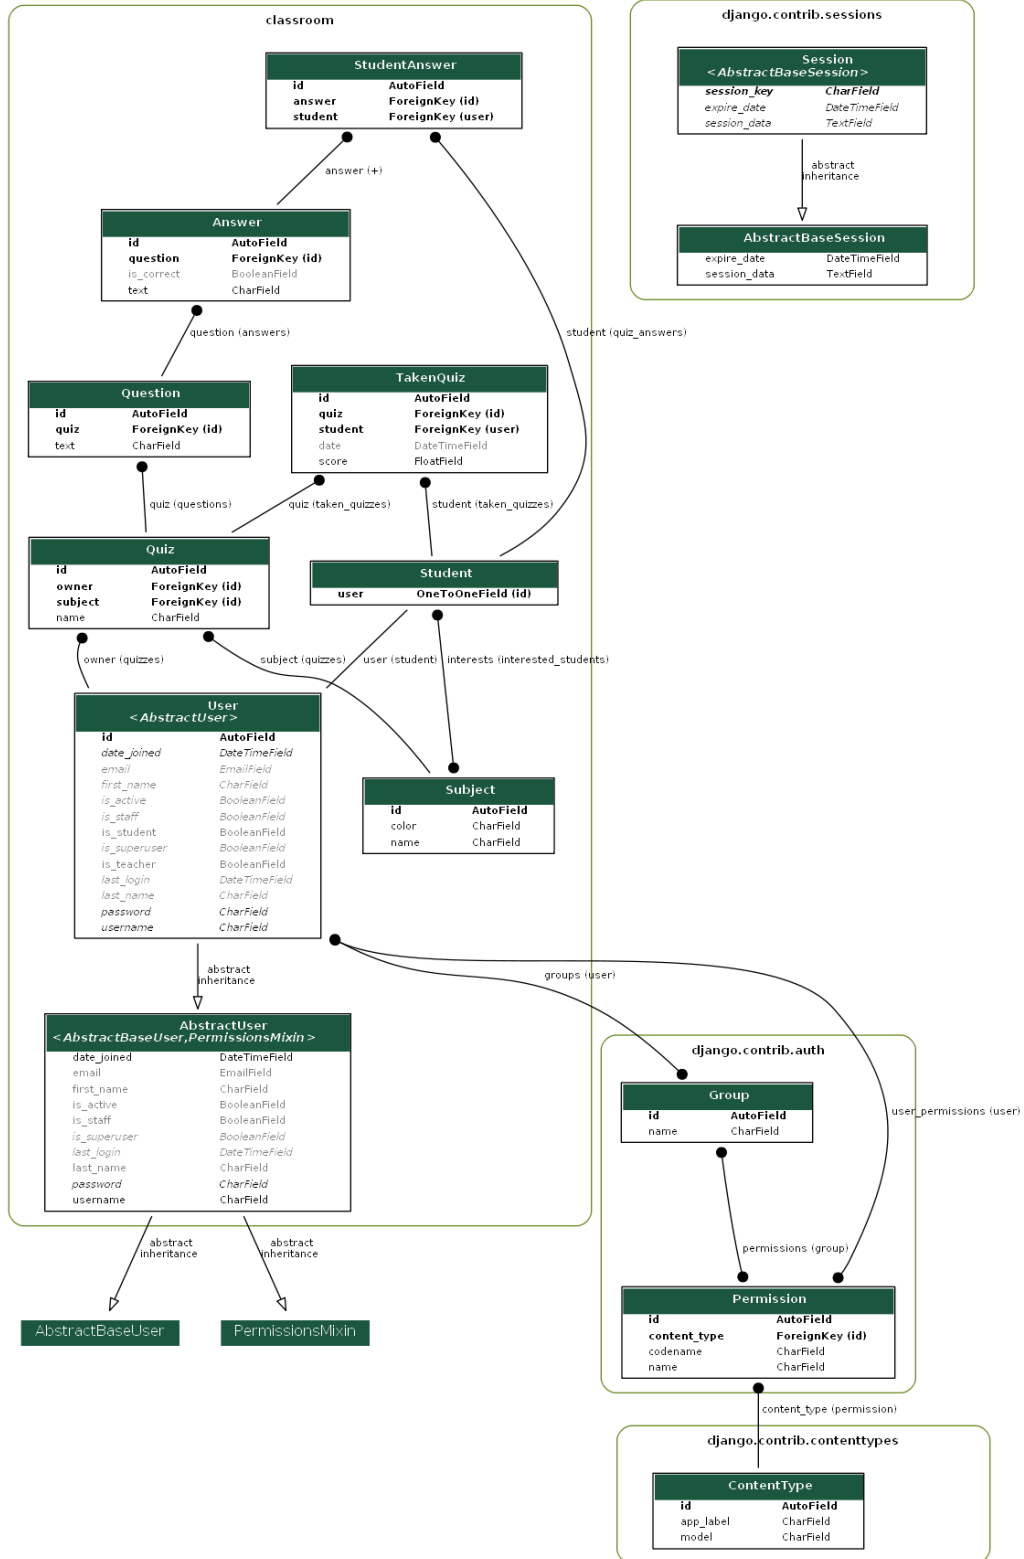 classroom
StudentAnswer
id AutoField
answer ForeignKey (id)
student ForeignKey (user)
answer (+)
Answer
id AutoField
question ForeignKey (id)
is_correct BooleanField
text CharField
question (answers)
student (quiz_answers)
Question
id AutoField
quiz ForeignKey (id)
text CharField
TakenQuiz
id AutoField
quiz ForeignKey (id)
student ForeignKey (user)
date DateTimeField
score FloatField
quiz (questions)
quiz (taken_quizzes)
student (taken_quizzes)
Quiz
id AutoField
owner ForeignKey (id)
subject ForeignKey (id)
name CharField
Student
user OneToOneField (id)
owner (quizzes)
subject (quizzes)
user (student)
interests (interested_students)
User
<AbstractUser>
id AutoField
date_joined DateTimeField
email EmailField
first_name CharField
is_active BooleanField
is_staff BooleanField
is_student BooleanField
is_superuser BooleanField
is_teacher BooleanField
last_login DateTimeField
last_name CharField
password CharField
username CharField
Subject
id AutoField
color CharField
name CharField
abstract
inheritance
AbstractUser
<AbstractBaseUser,PermissionsMixin>
date_joined DateTimeField
email EmailField
first_name CharField
is_active BooleanField
is_staff BooleanField
is_superuser BooleanField
last_login DateTimeField
last_name CharField
password CharField
username CharField
abstract
inheritance
abstract
inheritance
AbstractBaseUser
PermissionsMixin
django.contrib.sessions
Session
<AbstractBaseSession>
session_key CharField
expire_date DateTimeField
session_data TextField
abstract
inheritance
AbstractBaseSession
expire_date DateTimeField
session_data TextField
groups (user)
user_permissions (user)
django.contrib.auth
Group
id AutoField
name CharField
permissions (group)
Permission
id AutoField
content_type ForeignKey (id)
codename CharField
name CharField
content_type (permission)
django.contrib.contenttypes
ContentType
id AutoField
app_label CharField
model CharField